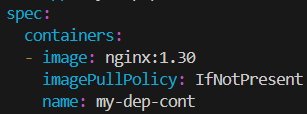 spec:
  containers:
  - image: nginx:1.30
    imagePullPolicy: IfNotPresent
    name: my-dep-cont